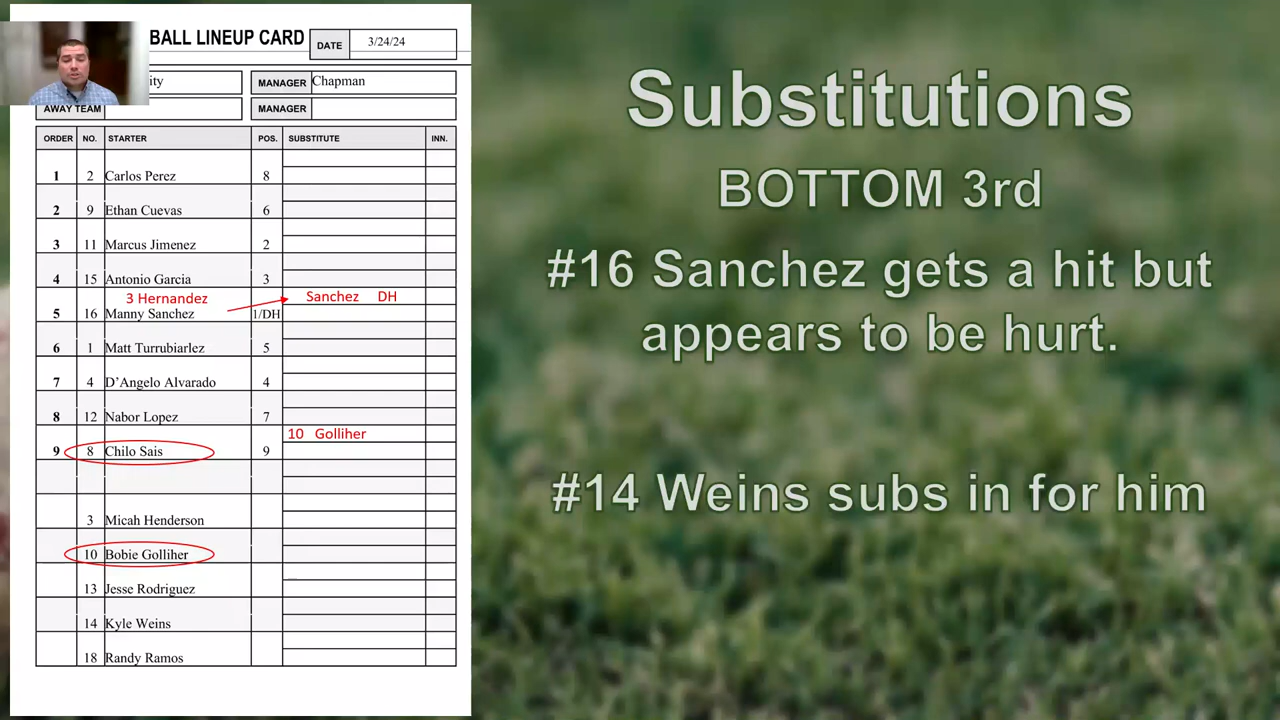 BALL LINEUP CARD
DATE 3/24/24
ity MANAGER Chapman
AWAY TEAM MANAGER
ORDER NO. STARTER POS. SUBSTITUTE INN.
1 2 Carlos Perez 8
2 9 Ethan Cuevas 6
3 11 Marcus Jimenez 2
4 15 Antonio Garcia 3
3 Hernandez Sanchez DH
5 16 Manny Sanchez 1/DH
6 1 Matt Turrubiarlez 5
7 4 D’Angelo Alvarado 4
8 12 Nabor Lopez 7
10 Golliher
9 8 Chilo Sais 9
3 Micah Henderson
10 Bobie Golliher
13 Jesse Rodriguez
14 Kyle Weins
18 Randy Ramos
Substitutions
BOTTOM 3rd
#16 Sanchez gets a hit but
appears to be hurt.
#14 Weins subs in for him